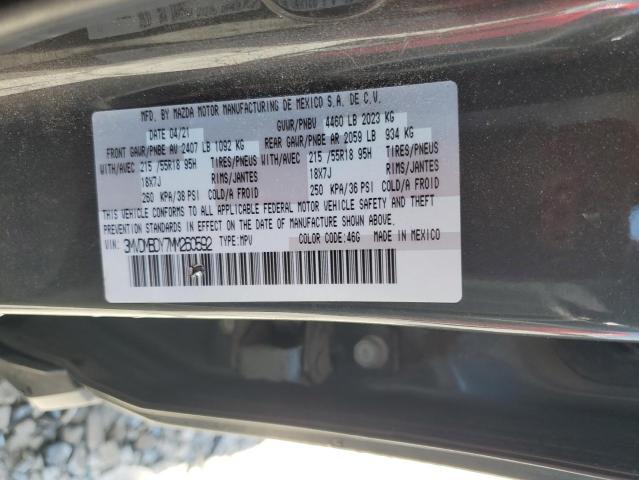 MFD. BY MAZDA MOTOR MANUFACTURING DE MEXICO S.A. DE C.V.
DATE 04/21 GVWR/PNBV 4460 LB 2023 KG
FRONT GAWR/PNBE AV 2407 LB 1092 KG REAR GAWR/PNBE AR 2059 LB 934 KG
WITH/AVEC 215 /55R18 95H TIRES/PNEUS WITH/AVEC 215 /55R18 95H TIRES/PNEUS
18X7J RIMS/JANTES 18X7J RIMS/JANTES
260 KPA/38 PSI COLD/A FROID 250 KPA/36 PSI COLD/A FROID
THIS VEHICLE CONFORMS TO ALL APPLICABLE FEDERAL MOTOR VEHICLE SAFETY AND THEFT
PREVENTION STANDARDS IN EFFECT ON THE DATE OF MANUFACTURE SHOWN ABOVE.
VIN: 3MVDMBDY7MM260592 TYPE:MPV COLOR CODE:46G MADE IN MEXICO